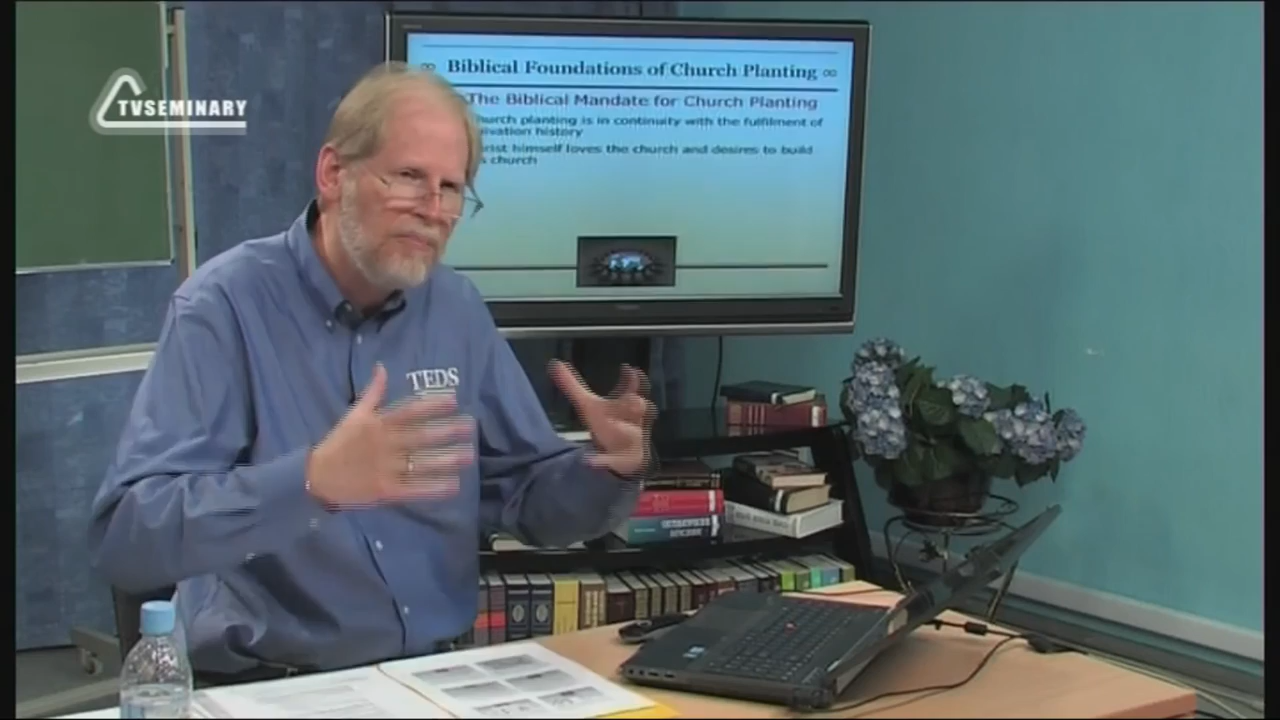 TVSEMINARY
Biblical Foundations of Church Planting
The Biblical Mandate for Church Planting
hurch planting is in continuity with the fulfilment of
lvation history
rist himself loves the church and desires to build
s church
TEDS